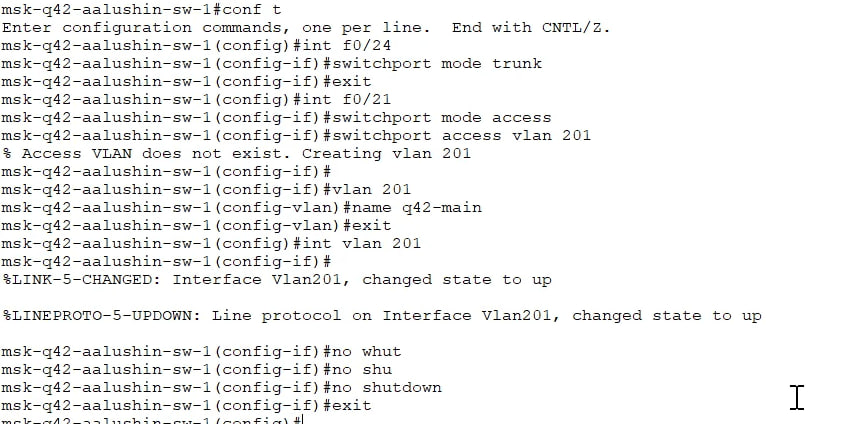 msk-q42-aalushin-sw-1#conf t
Enter configuration commands, one per line.  End with CNTL/Z.
msk-q42-aalushin-sw-1(config)#int f0/24
msk-q42-aalushin-sw-1(config-if)#switchport mode trunk
msk-q42-aalushin-sw-1(config-if)#exit
msk-q42-aalushin-sw-1(config)#int f0/21
msk-q42-aalushin-sw-1(config-if)#switchport mode access
msk-q42-aalushin-sw-1(config-if)#switchport access vlan 201
% Access VLAN does not exist. Creating vlan 201
msk-q42-aalushin-sw-1(config-if)#
msk-q42-aalushin-sw-1(config-if)#vlan 201
msk-q42-aalushin-sw-1(config-vlan)#name q42-main
msk-q42-aalushin-sw-1(config-vlan)#exit
msk-q42-aalushin-sw-1(config)#int vlan 201
msk-q42-aalushin-sw-1(config-if)#
%LINK-5-CHANGED: Interface Vlan201, changed state to up
%LINEPROTO-5-UPDOWN: Line protocol on Interface Vlan201, changed state to up
msk-q42-aalushin-sw-1(config-if)#no whut
msk-q42-aalushin-sw-1(config-if)#no shu
msk-q42-aalushin-sw-1(config-if)#no shutdown
msk-q42-aalushin-sw-1(config-if)#exit
msk-q42-aalushin-sw-1(config)#